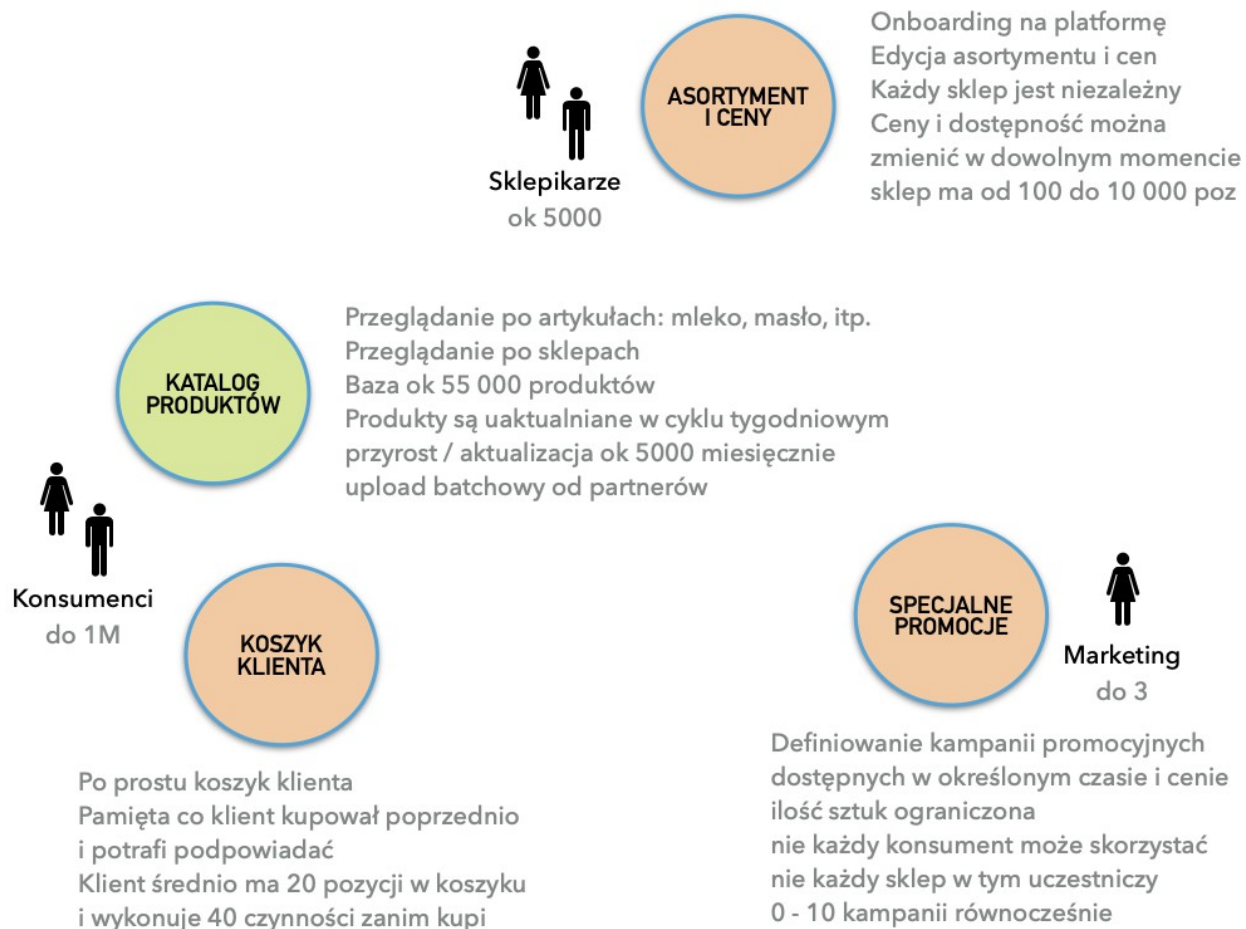 Onboarding na platformę
Edycja asortymentu i cen
Każdy sklep jest niezależny
Ceny i dostępność można
zmienić w dowolnym momencie
sklep ma od 100 do 10 000 poz
ASORTYMENT
I CENY
Sklepikarze
ok 5000
Przeglądanie po artykułach: mleko, masło, itp.
Przeglądanie po sklepach
Baza ok 55 000 produktów
Produkty są uaktualniane w cyklu tygodniowym
przyrost / aktualizacja ok 5000 miesięcznie
upload batchowy od partnerów
KATALOG
PRODUKTÓW
Konsumenci
do 1M
KOSZYK
KLIENTA
SPECJALNE
PROMOCJE
Marketing
do 3
Po prostu koszyk klienta
Pamięta co klient kupował poprzednio
i potrafi podpowiadać
Klient średnio ma 20 pozycji w koszyku
i wykonuje 40 czynności zanim kupi
Definiowanie kampanii promocyjnych
dostępnych w określonym czasie i cenie
ilość sztuk ograniczona
nie każdy konsument może skorzystać
nie każdy sklep w tym uczestniczy
0 - 10 kampanii równocześnie